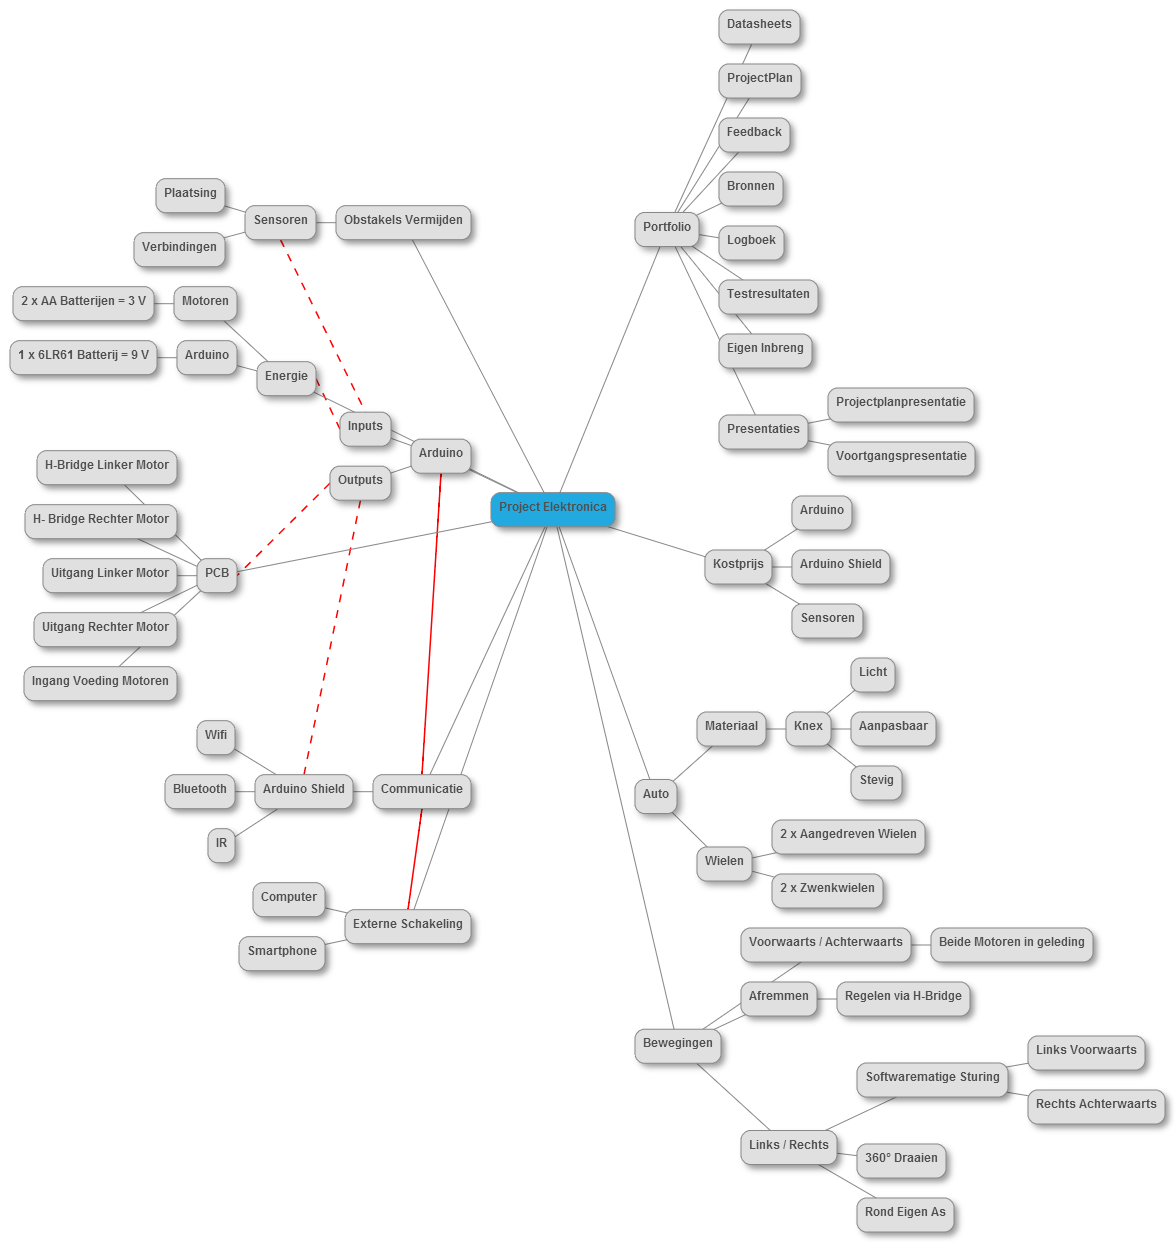 Project Elektronica
Obstakels Vermijden
Sensoren
Plaatsing
Verbindingen
Energie
Motoren
2 x AA Batterijen = 3 V
Arduino
1 x 6LR61 Batterij = 9 V
Arduino
Inputs
Outputs
PCB
H-Bridge Linker Motor
H- Bridge Rechter Motor
Uitgang Linker Motor
Uitgang Rechter Motor
Ingang Voeding Motoren
Communicatie
Arduino Shield
Wifi
Bluetooth
IR
Externe Schakeling
Computer
Smartphone
Portfolio
Datasheets
ProjectPlan
Feedback
Bronnen
Logboek
Testresultaten
Eigen Inbreng
Presentaties
Projectplanpresentatie
Voortgangspresentatie
Kostprijs
Arduino
Arduino Shield
Sensoren
Auto
Materiaal
Knex
Licht
Aanpasbaar
Stevig
Wielen
2 x Aangedreven Wielen
2 x Zwenkwielen
Bewegingen
Voorwaarts / Achterwaarts
Beide Motoren in geleding
Afremmen
Regelen via H-Bridge
Links / Rechts
Softwarematige Sturing
Links Voorwaarts
Rechts Achterwaarts
360° Draaien
Rond Eigen As